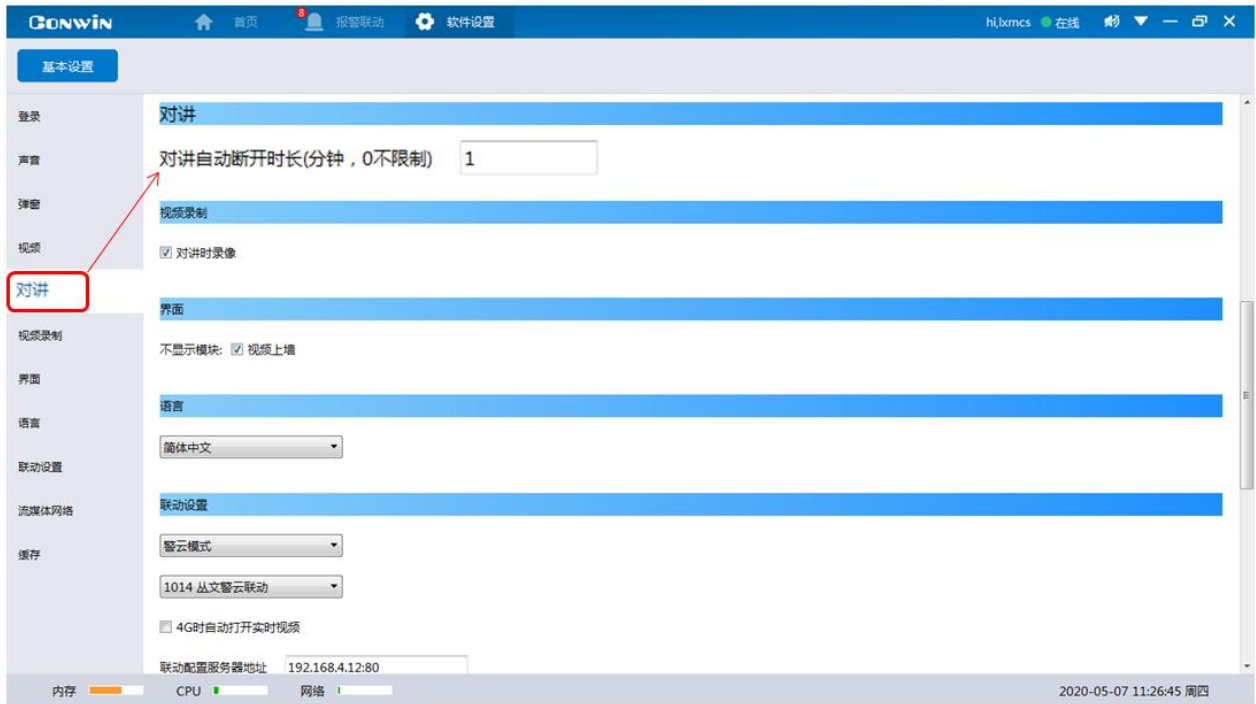 CONWIN 首页 8 报警联动 软件设置 hi,lxmcs 在线
基本设置
登录
声音
弹窗
视频
对讲
视频录制
界面
语言
联动设置
流媒体网络
缓存
对讲
对讲自动断开时长(分钟，0不限制) 1
视频录制
对讲时录像
界面
不显示模块: 视频上墙
语言
简体中文
联动设置
警云模式
1014 丛文警云联动
4G时自动打开实时视频
联动配置服务器地址 192.168.4.12:80
内存 CPU 网络 2020-05-07 11:26:45 周四